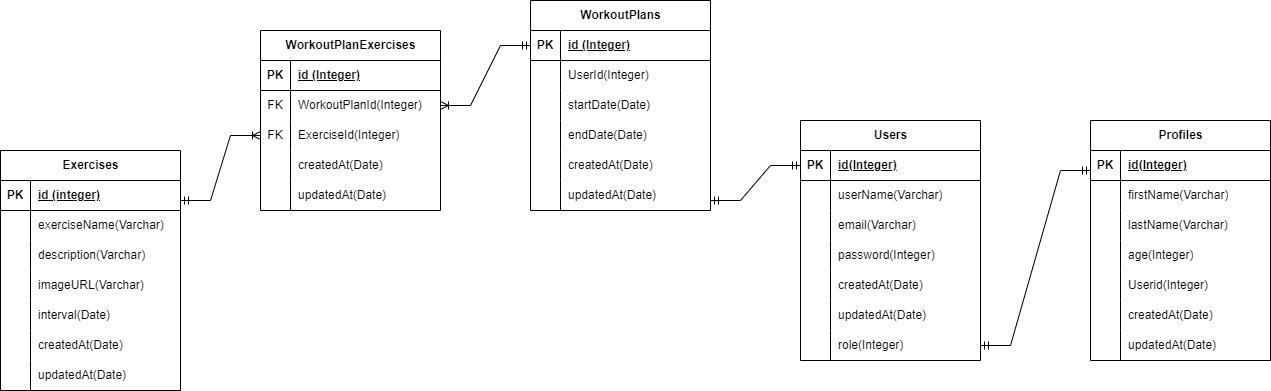 Exercises
PK id (integer)
exerciseName(Varchar)
description(Varchar)
imageURL(Varchar)
interval(Date)
createdAt(Date)
updatedAt(Date)
WorkoutPlanExercises
PK id (Integer)
FK WorkoutPlanId(Integer)
FK ExerciseId(Integer)
createdAt(Date)
updatedAt(Date)
WorkoutPlans
PK id (Integer)
UserId(Integer)
startDate(Date)
endDate(Date)
createdAt(Date)
updatedAt(Date)
Users
PK id(Integer)
userName(Varchar)
email(Varchar)
password(Integer)
createdAt(Date)
updatedAt(Date)
role(Integer)
Profiles
PK id(Integer)
firstName(Varchar)
lastName(Varchar)
age(Integer)
Userid(Integer)
createdAt(Date)
updatedAt(Date)